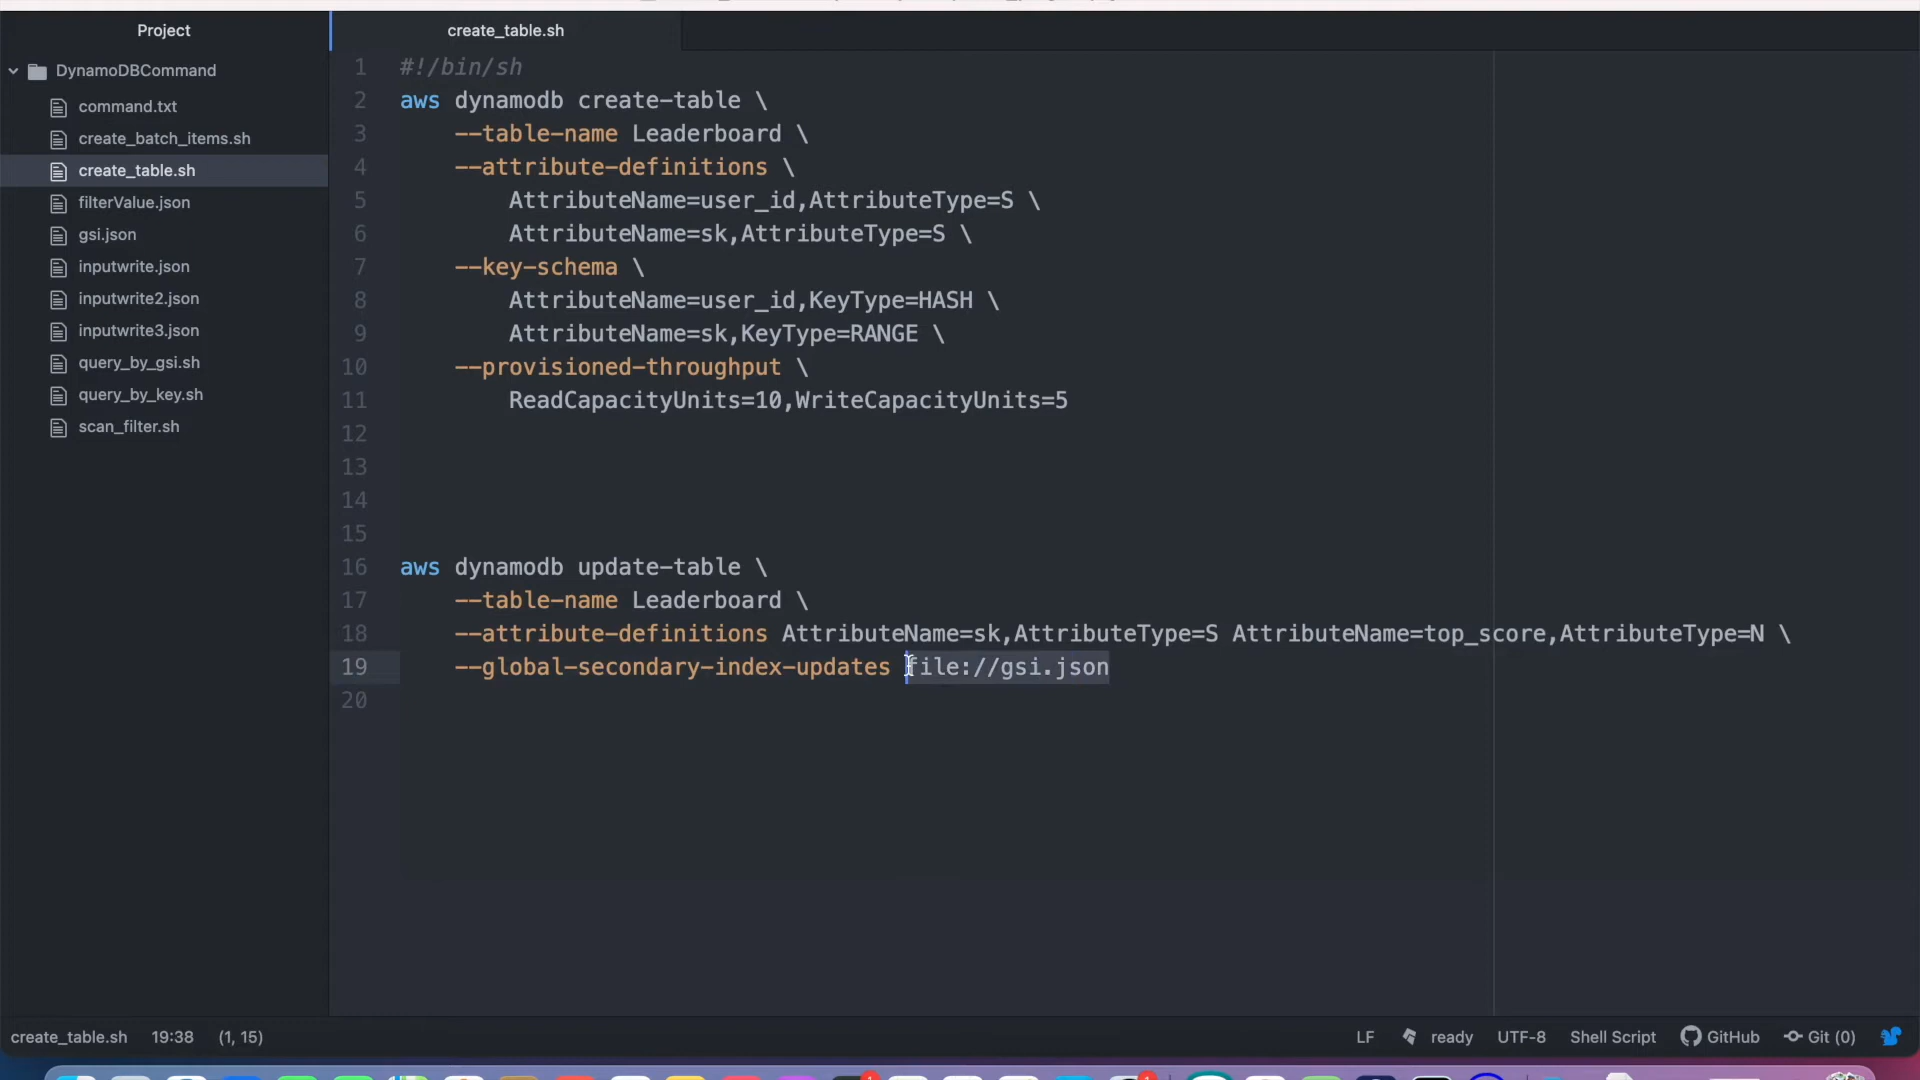 Project
create_table.sh
DynamoDBCommand
command.txt
create_batch_items.sh
create_table.sh
filterValue.json
gsi.json
inputwrite.json
inputwrite2.json
inputwrite3.json
query_by_gsi.sh
query_by_key.sh
scan_filter.sh
1 #!/bin/sh
2 aws dynamodb create-table \
3 --table-name Leaderboard \
4 --attribute-definitions \
5 AttributeName=user_id,AttributeType=S \
6 AttributeName=sk,AttributeType=S \
7 --key-schema \
8 AttributeName=user_id,KeyType=HASH \
9 AttributeName=sk,KeyType=RANGE \
10 --provisioned-throughput \
11 ReadCapacityUnits=10,WriteCapacityUnits=5
12
13
14
15
16 aws dynamodb update-table \
17 --table-name Leaderboard \
18 --attribute-definitions AttributeName=sk,AttributeType=S AttributeName=top_score,AttributeType=N \
19 --global-secondary-index-updates file://gsi.json
20
create_table.sh 19:38 (1, 15) LF ready UTF-8 Shell Script GitHub Git (0)
1 1